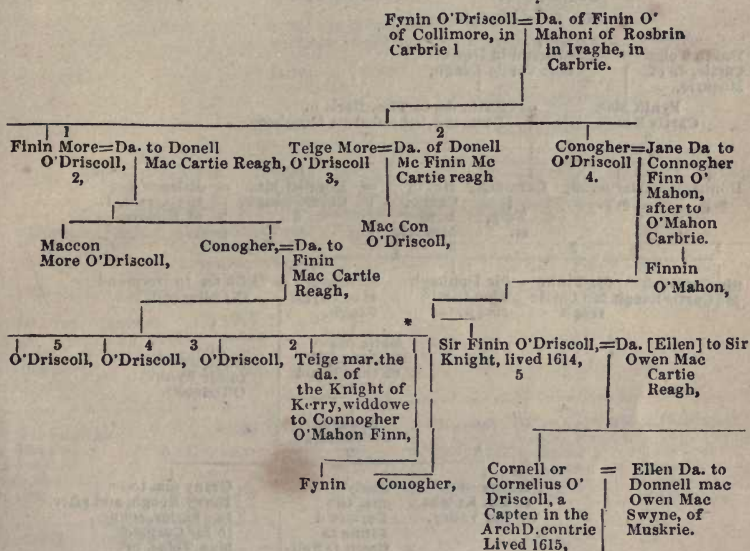 Fynin O'Driscoll = Da. of Finin O'
of Collimore, in Mahoni of Rosbrin
Carbrie 1 in Ivaghe, in
Carbrie.
1 2
Finin More = Da. to Donell Teige More = Da. of Donell Conogher = Jane Da to
O'Driscoll, Mac Cartie Reagh, O'Driscoll Mc Finin Mc O'Driscoll Connogher
2, 3, Cartie reagh 4. Finn O'
Mahon,
after to
O'Mahon
Carbrie.
Mac Con
O'Driscoll,
Maccon Conogher, = Da. to
More O'Driscoll, Finin
Mac Cartie
Reagh,
Finnin
O'Mahon,
*
5 4 3 2
O'Driscoll, O'Driscoll, O'Driscoll, Teige mar. the
da. of
the Knight of
Kerry, widdowe
to Connogher
O'Mahon Finn,
Sir Finin O'Driscoll, = Da. [Ellen] to Sir
Knight, lived 1614, Owen Mac
5 Cartie
Reagh,
Fynin Conogher,
Cornell or = Ellen Da. to
Cornelius O' Donnell mac
Driscoll, a Owen Mac
Capten in the Swyne, of
ArchD. contrie Muskrie.
Lived 1615,